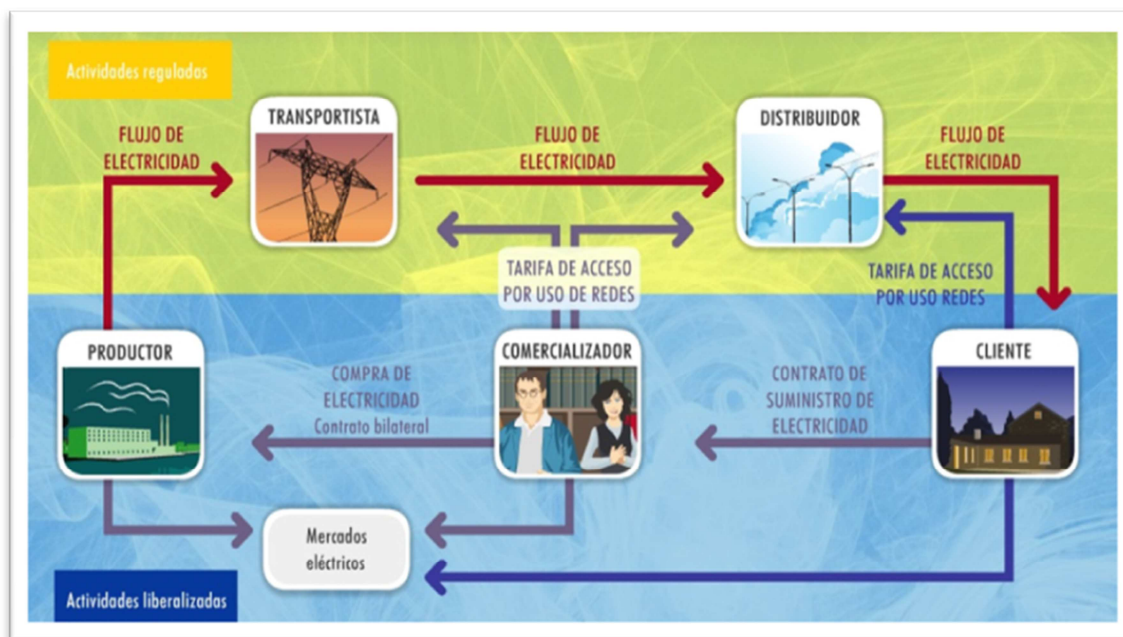 Actividades reguladas
TRANSPORTISTA
DISTRIBUIDOR
FLUJO DE
ELECTRICIDAD
FLUJO DE
ELECTRICIDAD
FLUJO DE
ELECTRICIDAD
TARIFA DE ACCESO
POR USO DE REDES
TARIFA DE ACCESO
POR USO REDES
PRODUCTOR
COMERCIALIZADOR
CLIENTE
COMPRA DE
ELECTRICIDAD
Contrato bilateral
CONTRATO DE
SUMINISTRO DE
ELECTRICIDAD
Mercados
eléctricos
Actividades liberalizadas